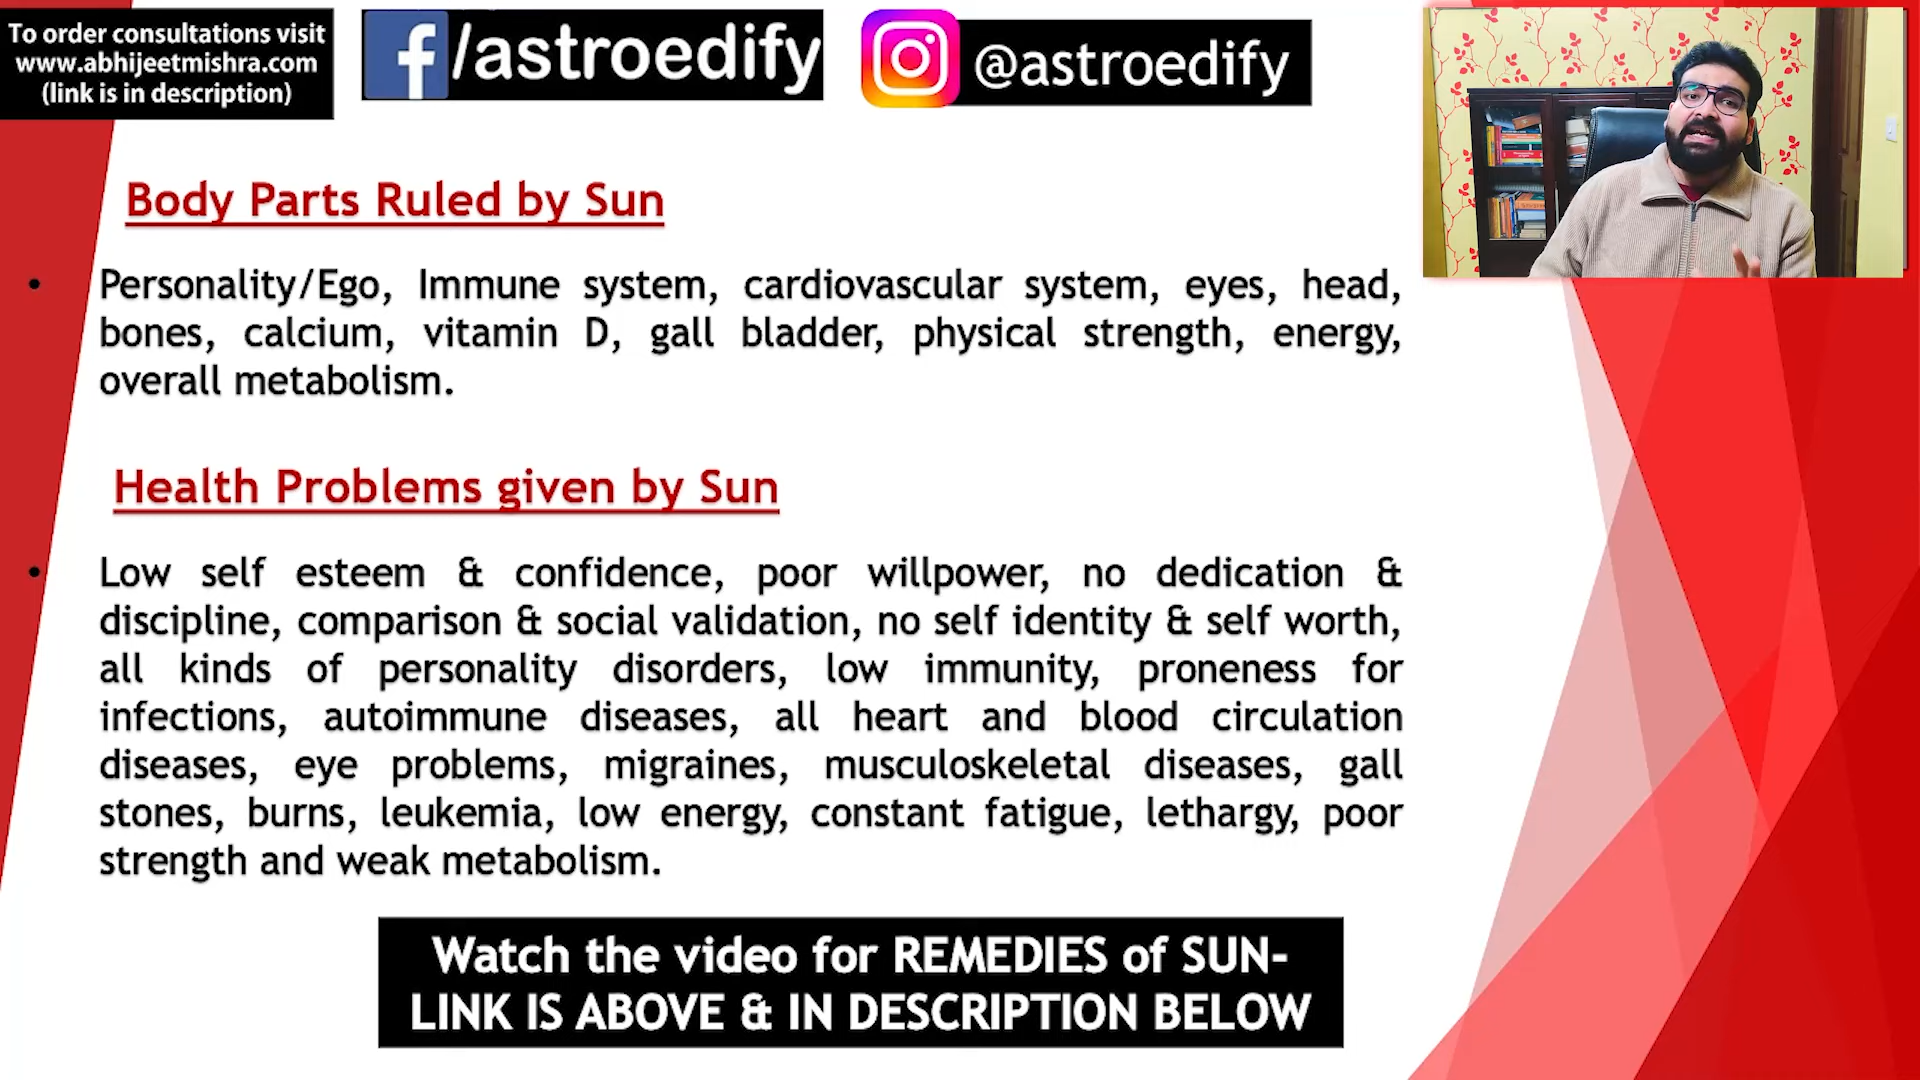 To order consultations visit
www.abhijeetmishra.com
(link is in description)
/astroedify
@astroedify
Body Parts Ruled by Sun
• Personality/Ego, Immune system, cardiovascular system, eyes, head,
bones, calcium, vitamin D, gall bladder, physical strength, energy,
overall metabolism.
Health Problems given by Sun
• Low self esteem & confidence, poor willpower, no dedication &
discipline, comparison & social validation, no self identity & self worth,
all kinds of personality disorders, low immunity, proneness for
infections, autoimmune diseases, all heart and blood circulation
diseases, eye problems, migraines, musculoskeletal diseases, gall
stones, burns, leukemia, low energy, constant fatigue, lethargy, poor
strength and weak metabolism.
Watch the video for REMEDIES of SUN-
LINK IS ABOVE & IN DESCRIPTION BELOW